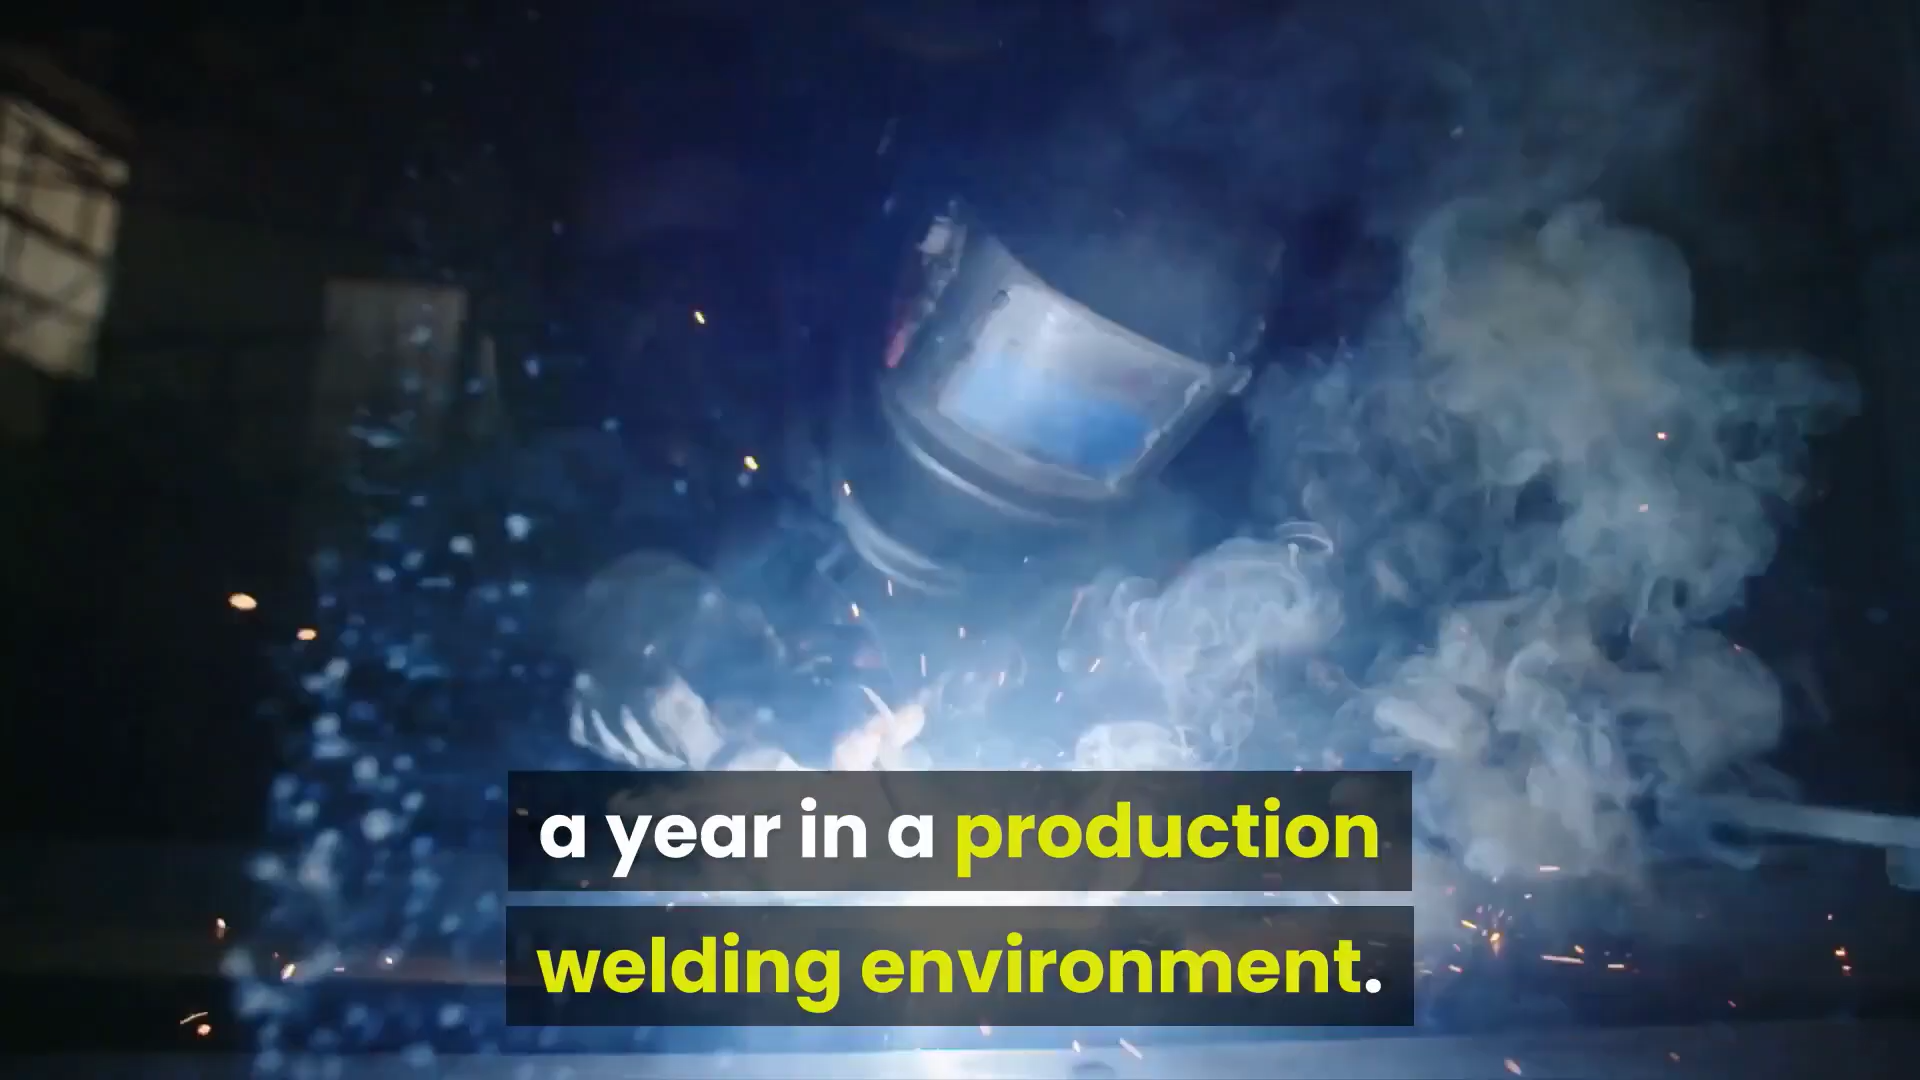 a year in a production
welding environment.